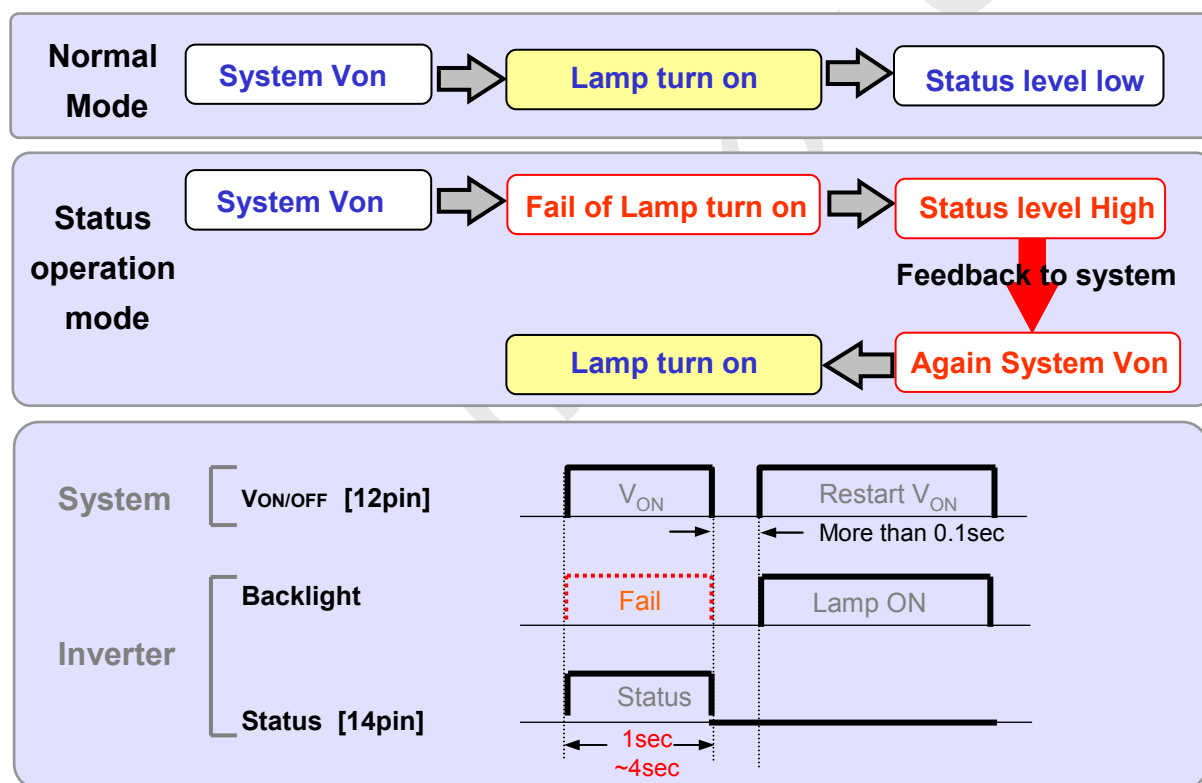 Normal
Mode
System Von
Lamp turn on
Status level low
Status
operation
mode
System Von
Fail of Lamp turn on
Status level High
Feedback to system
Lamp turn on
Again System Von
System
VON/OFF [12pin]
VON
Restart VON
More than 0.1sec
Inverter
Backlight
Fail
Lamp ON
Status [14pin]
Status
1sec
~4sec